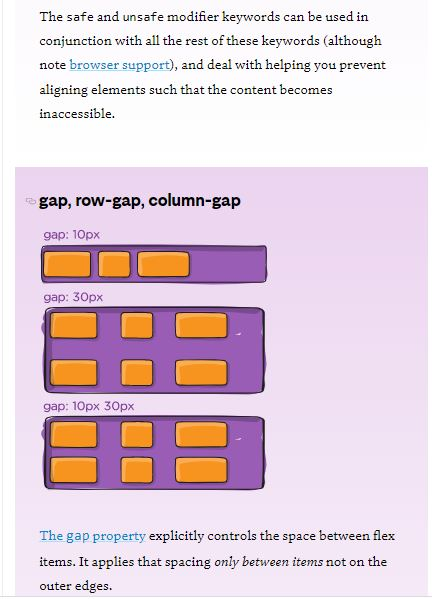 The safe and unsafe modifier keywords can be used in
conjunction with all the rest of these keywords (although
note browser support), and deal with helping you prevent
aligning elements such that the content becomes
inaccessible.
gap, row-gap, column-gap
gap: 10px
gap: 30px
gap: 10px 30px
The gap property explicitly controls the space between flex
items. It applies that spacing only between items not on the
outer edges.